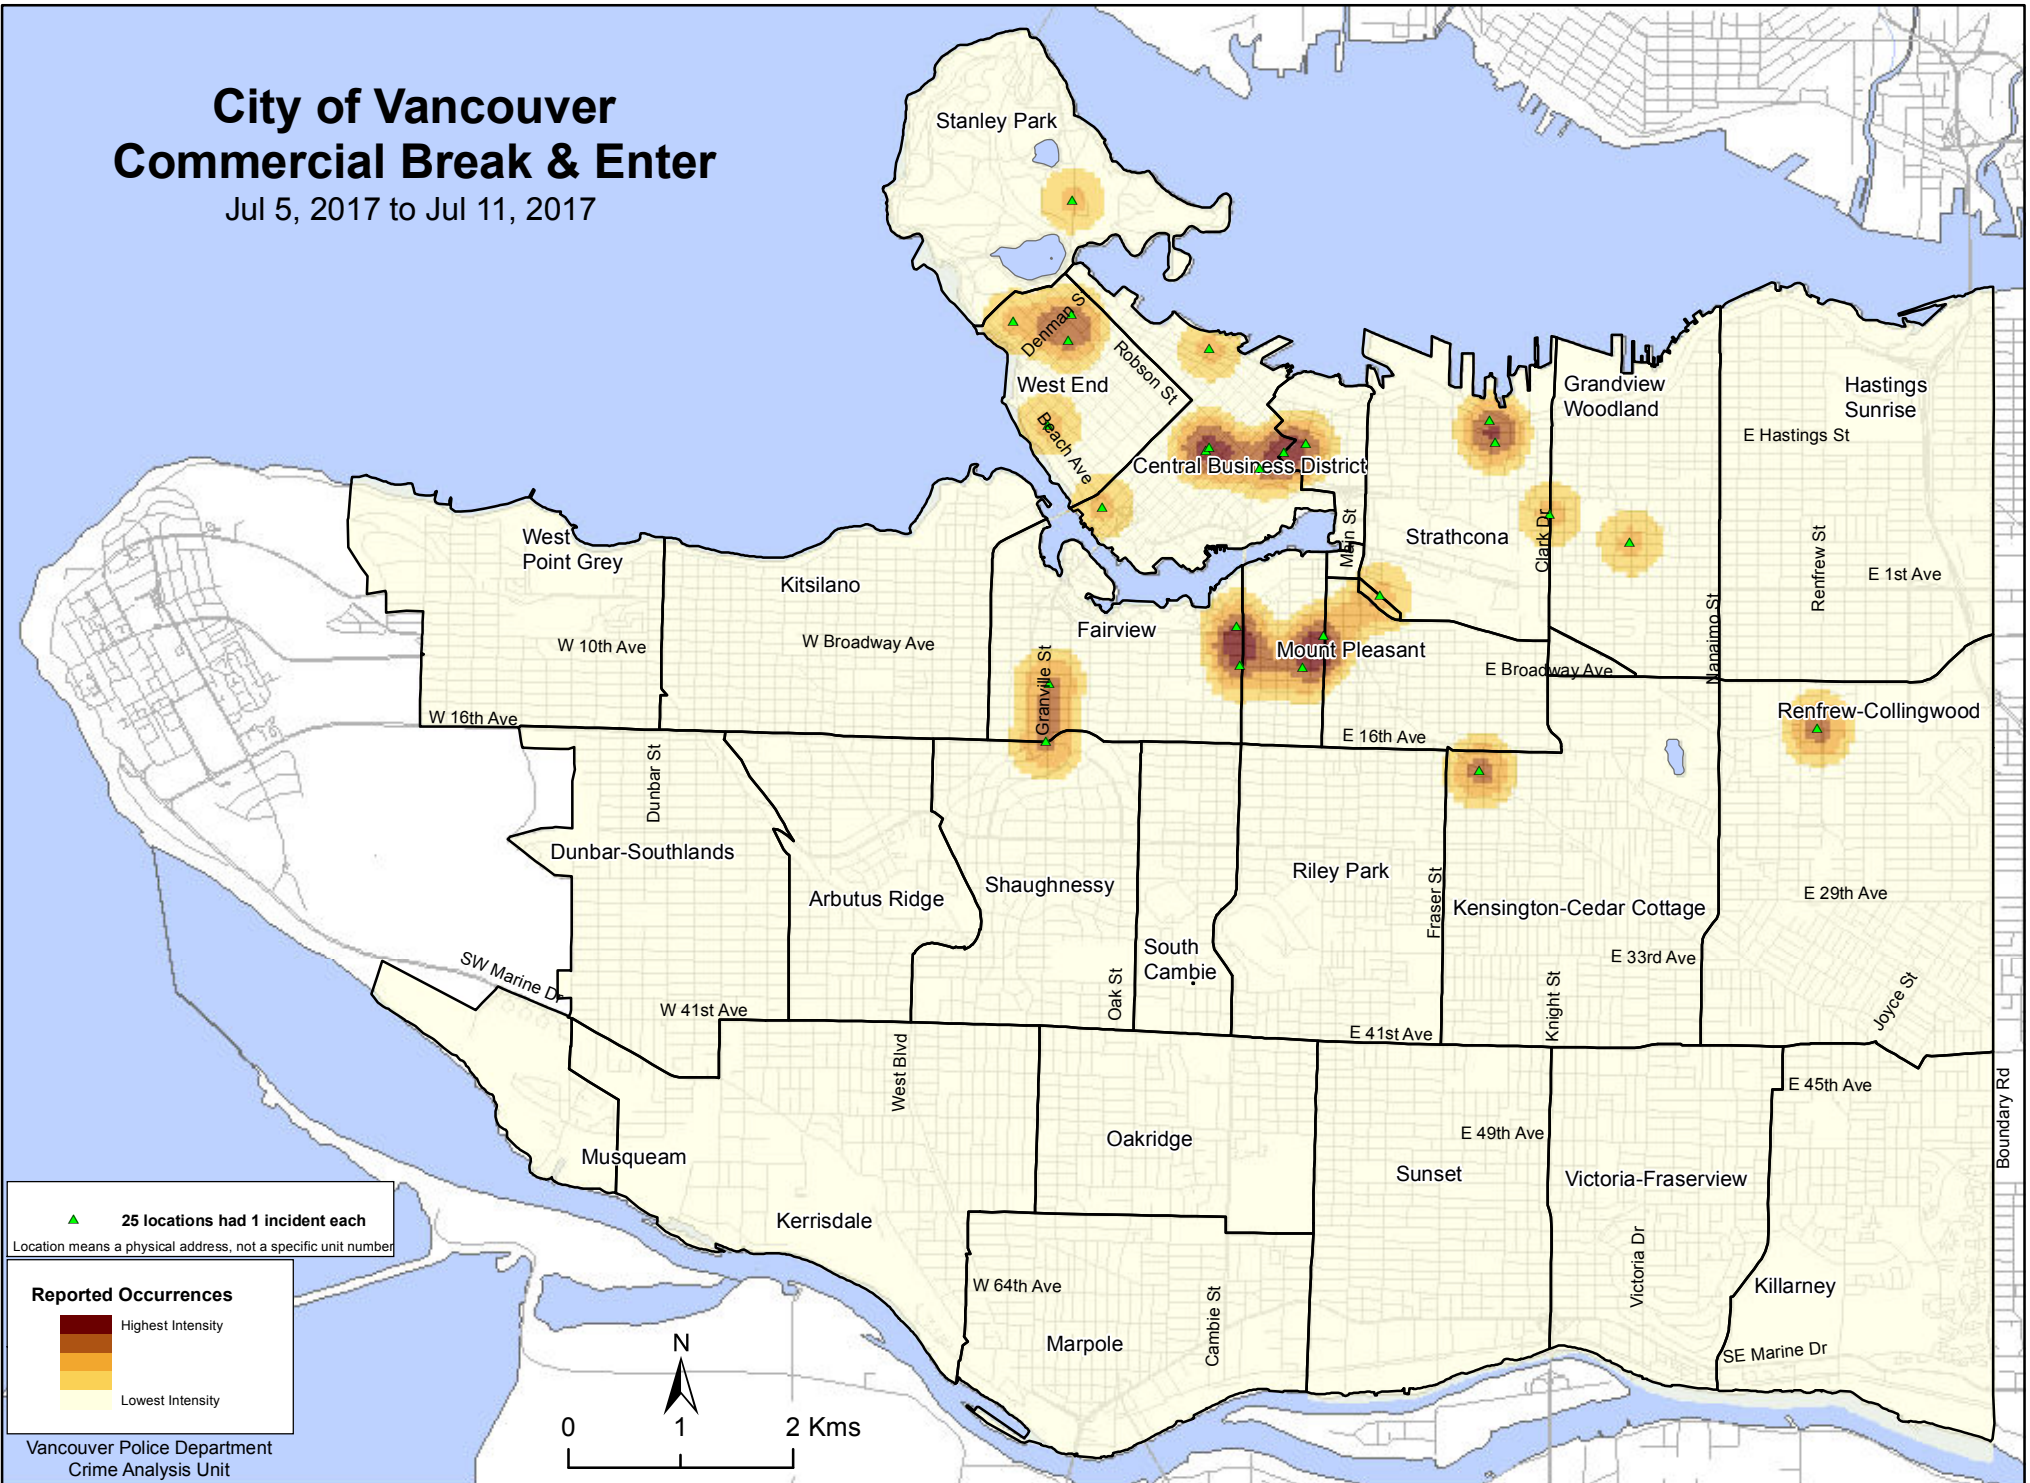 City of Vancouver
Commercial Break & Enter
Jul 5, 2017 to Jul 11, 2017
Stanley Park
Denman S
Robson St
West End
Beach Ave
Central Business District
Grandview
Woodland
Hastings
Sunrise
E Hastings St
Main St
Strathcona
Clark Dr
Renfrew St
E 1st Ave
Nanaimo St
West
Point Grey
Kitsilano
Fairview
W 10th Ave
W Broadway Ave
Granville St
Mount Pleasant
E Broadway Ave
W 16th Ave
E 16th Ave
Renfrew-Collingwood
Dunbar St
Dunbar-Southlands
Arbutus Ridge
Shaughnessy
Riley Park
Fraser St
Kensington-Cedar Cottage
E 29th Ave
South
Cambie
E 33rd Ave
SW Marine Dr
W 41st Ave
Oak St
E 41st Ave
Knight St
Joyce St
West Blvd
E 45th Ave
Boundary Rd
Musqueam
Oakridge
E 49th Ave
Sunset
Victoria-Fraserview
Kerrisdale
W 64th Ave
Marpole
Cambie St
Victoria Dr
Killarney
SE Marine Dr
25 locations had 1 incident each
Location means a physical address, not a specific unit number
Reported Occurrences
Highest Intensity
Lowest Intensity
Vancouver Police Department
Crime Analysis Unit
N
0 1 2 Kms